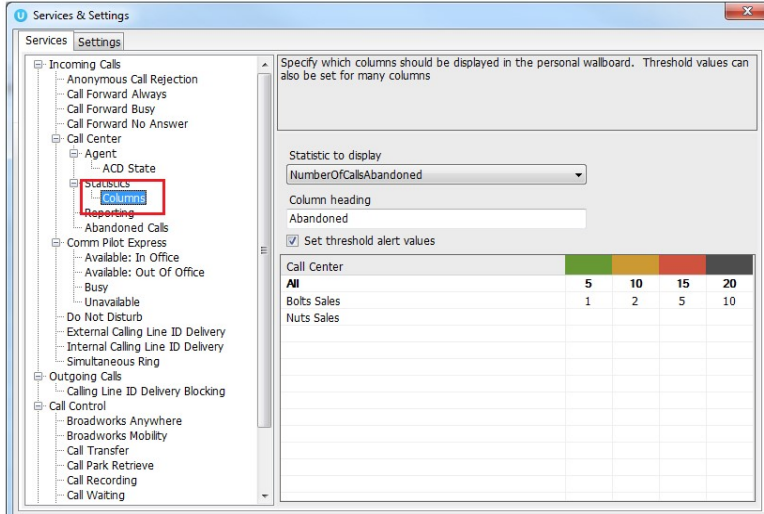 Services & Settings
Services Settings
Incoming Calls
Anonymous Call Rejection
Call Forward Always
Call Forward Busy
Call Forward No Answer
Call Center
Agent
ACD State
Statistics
Columns
Reporting
Abandoned Calls
Comm Pilot Express
Available: In Office
Available: Out Of Office
Busy
Unavailable
Do Not Disturb
External Calling Line ID Delivery
Internal Calling Line ID Delivery
Simultaneous Ring
Outgoing Calls
Calling Line ID Delivery Blocking
Call Control
Broadworks Anywhere
Broadworks Mobility
Call Transfer
Call Park Retrieve
Call Recording
Call Waiting
Specify which columns should be displayed in the personal wallboard. Threshold values can
also be set for many columns
Statistic to display
NumberOfCallsAbandoned
Column heading
Abandoned
Set threshold alert values
Call Center
All 5 10 15 20
Bolts Sales 1 2 5 10
Nuts Sales